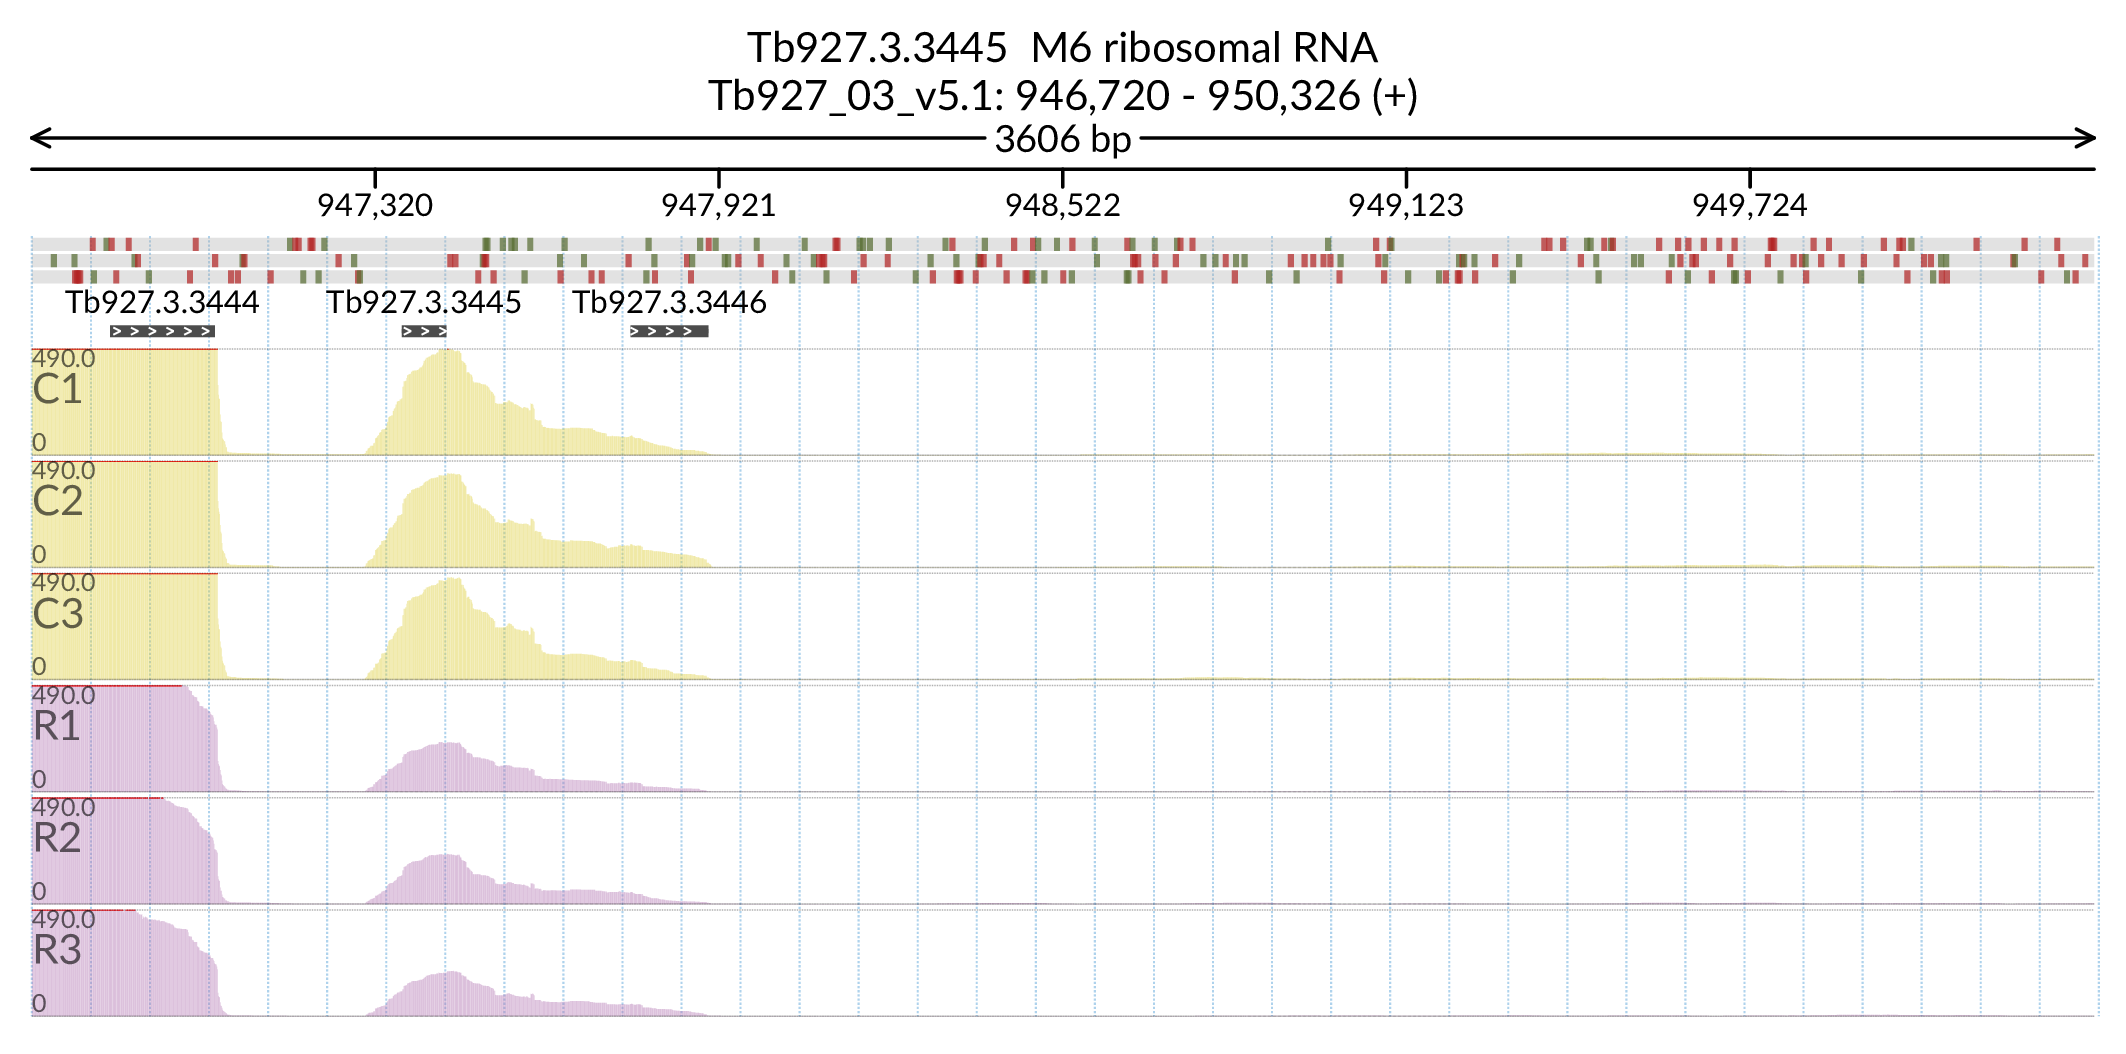 Tb927.3.3445  M6 ribosomal RNA
Tb927_03_v5.1: 946,720 - 950,326 (+)
3606 bp
947,320 947,921 948,522 949,123 949,724
Tb927.3.3444 Tb927.3.3445 Tb927.3.3446
490.0
C1
0
490.0
C2
0
490.0
C3
0
490.0
R1
0
490.0
R2
0
490.0
R3
0